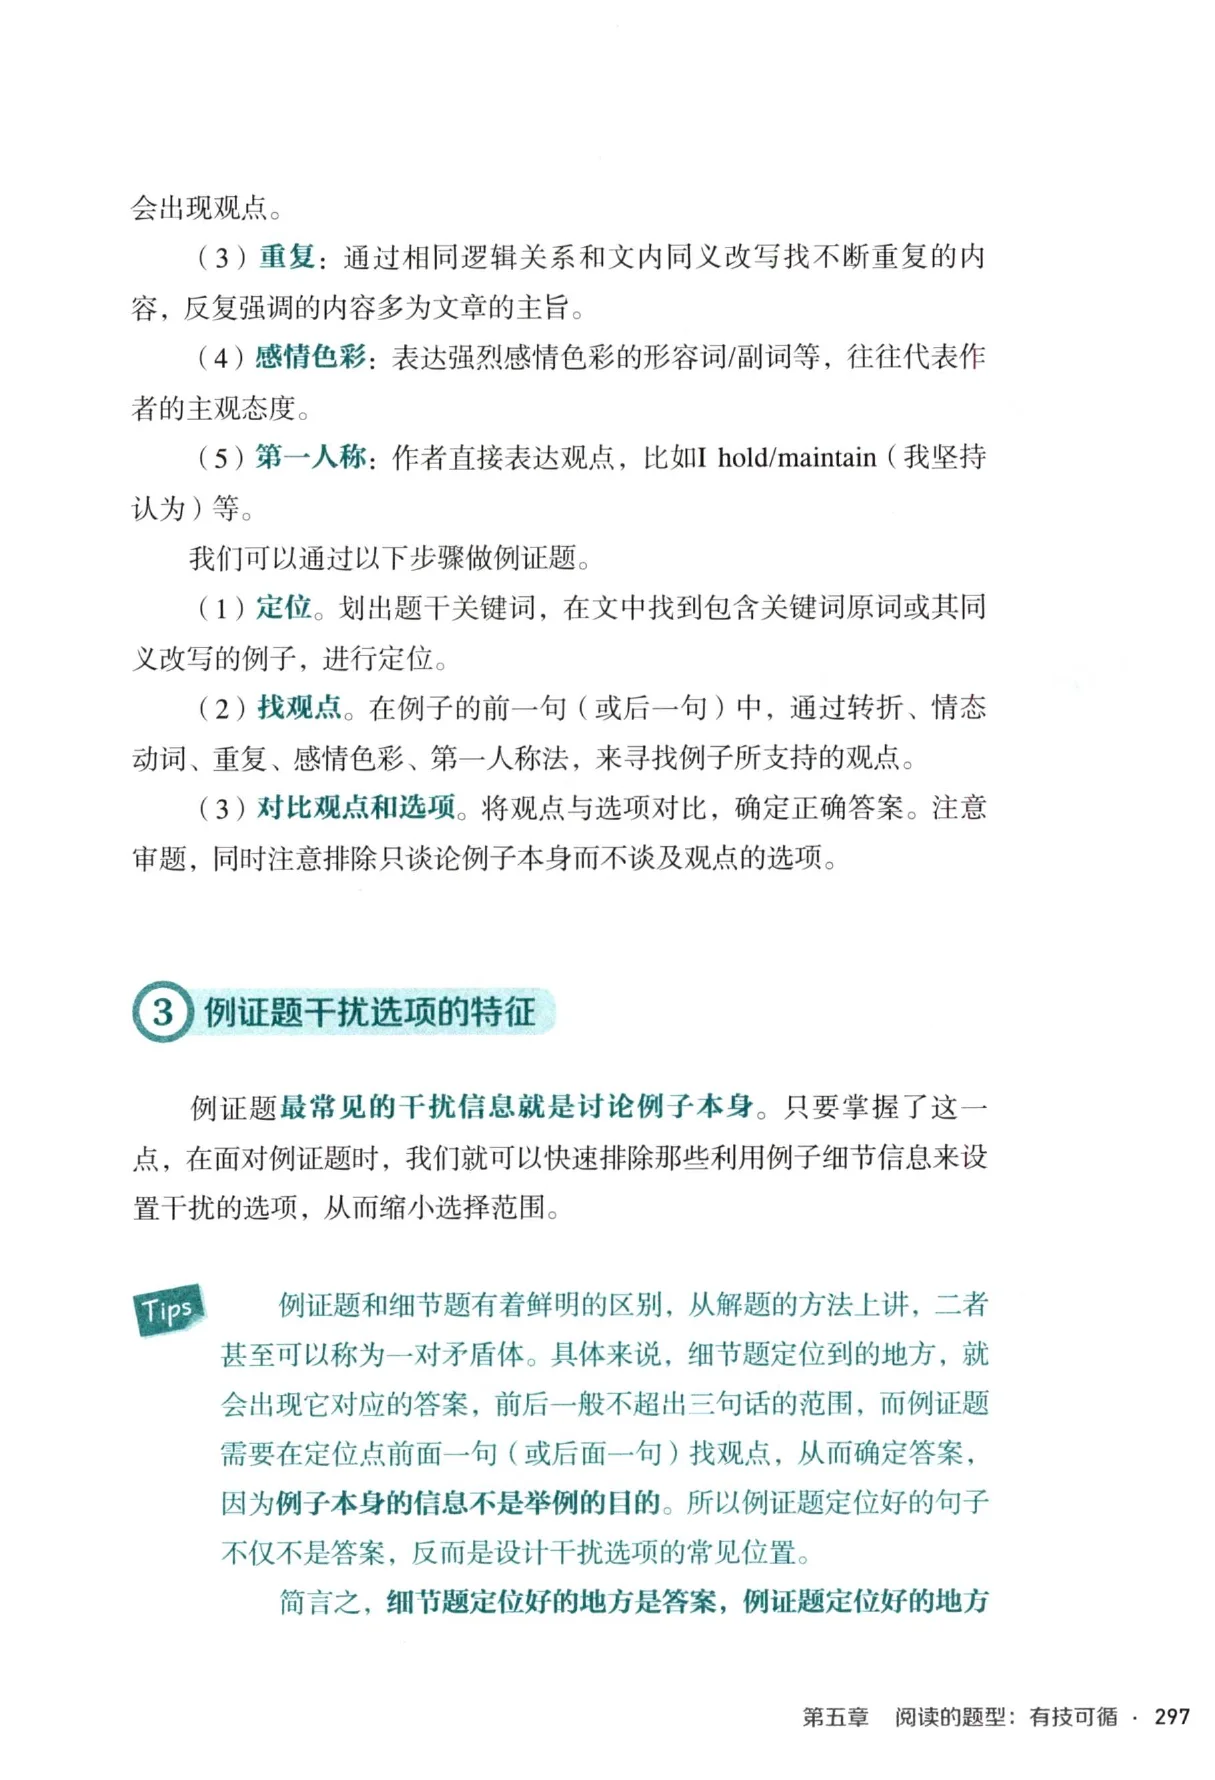 会出现观点。
（3）重复：通过相同逻辑关系和文内同义改写找不断重复的内
容，反复强调的内容多为文章的主旨。
（4）感情色彩：表达强烈感情色彩的形容词/副词等，往往代表作
者的主观态度。
（5）第一人称：作者直接表达观点，比如I hold/maintain（我坚持
认为）等。
我们可以通过以下步骤做例证题。
（1）定位。划出题干关键词，在文中找到包含关键词原词或其同
义改写的例子，进行定位。
（2）找观点。在例子的前一句（或后一句）中，通过转折、情态
动词、重复、感情色彩、第一人称法，来寻找例子所支持的观点。
（3）对比观点和选项。将观点与选项对比，确定正确答案。注意
审题，同时注意排除只谈论例子本身而不谈及观点的选项。
3 例证题干扰选项的特征
例证题最常见的干扰信息就是讨论例子本身。只要掌握了这一
点，在面对例证题时，我们就可以快速排除那些利用例子细节信息来设
置干扰的选项，从而缩小选择范围。
Tips
例证题和细节题有着鲜明的区别，从解题的方法上讲，二者
甚至可以称为一对矛盾体。具体来说，细节题定位到的地方，就
会出现它对应的答案，前后一般不超出三句话的范围，而例证题
需要在定位点前面一句（或后面一句）找观点，从而确定答案，
因为例子本身的信息不是举例的目的。所以例证题定位好的句子
不仅不是答案，反而是设计干扰选项的常见位置。
简言之，细节题定位好的地方是答案，例证题定位好的地方
第五章 阅读的题型：有技可循 · 297